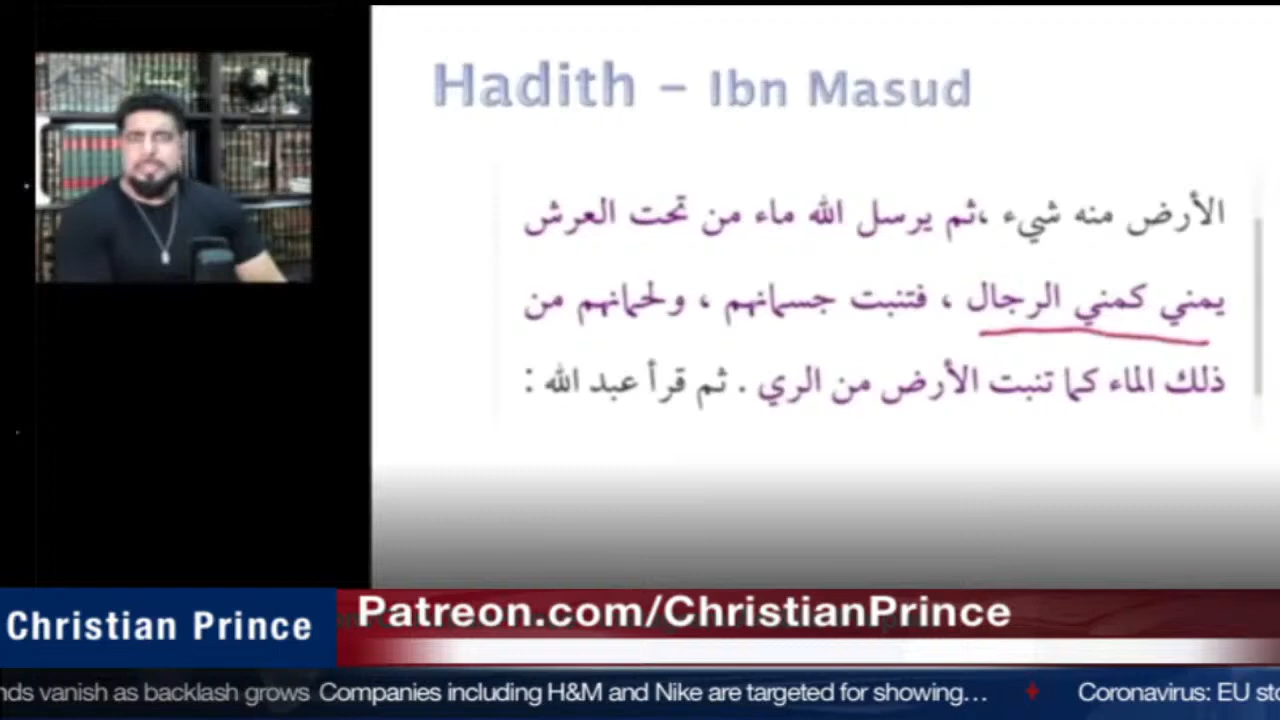 Hadith – Ibn Masud
الأرض منه شيء ،ثم يرسل الله ماء من تحت العرش
يمني كمني الرجال ، فتنبت جسمانهم ، ولحمانهم من
ذلك الماء كما تنبت الأرض من الري . ثم قرأ عبد الله :
Christian Prince
Patreon.com/ChristianPrince
nds vanish as backlash grows Companies including H&M and Nike are targeted for showing… Coronavirus: EU sto